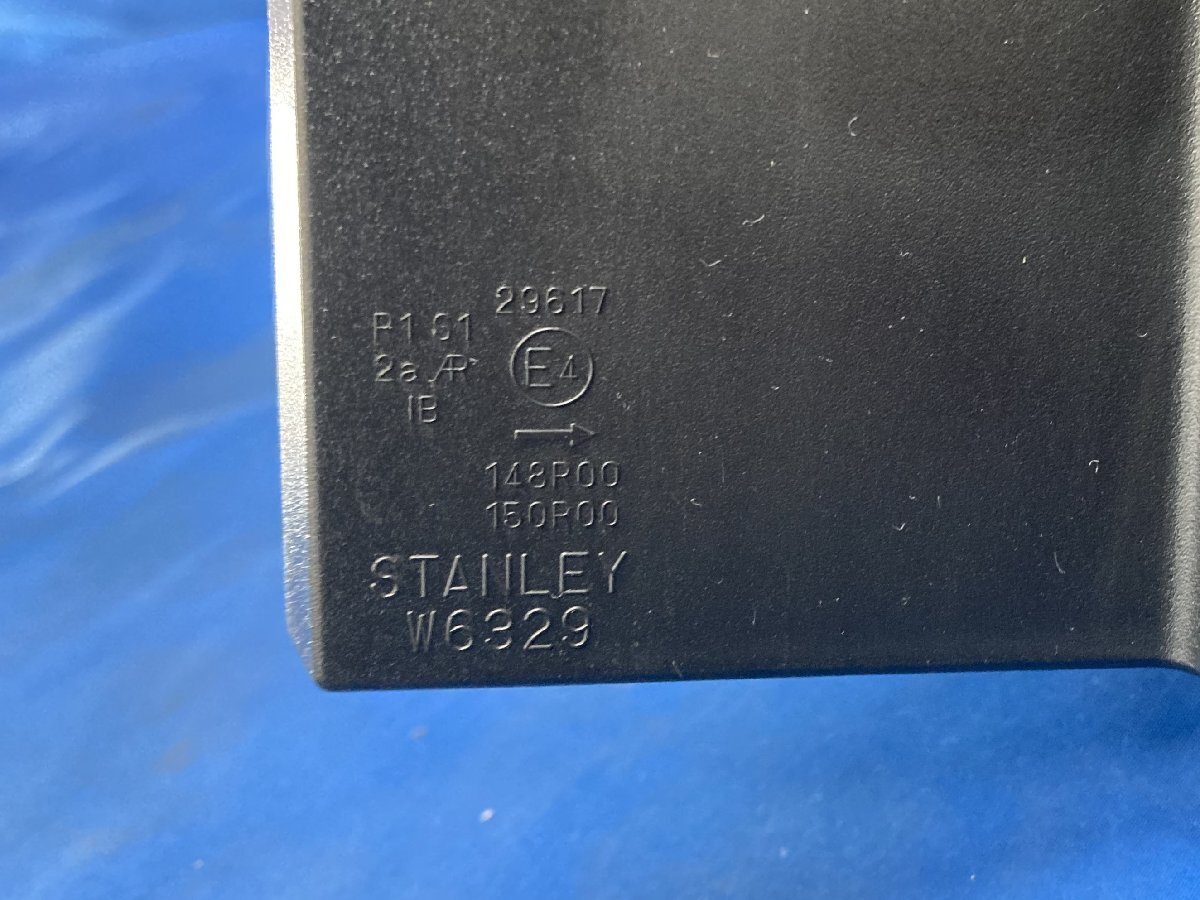 29617
R1 S1
2a AR
IB
E4
→
148R00
150R00
STANLEY
W6329